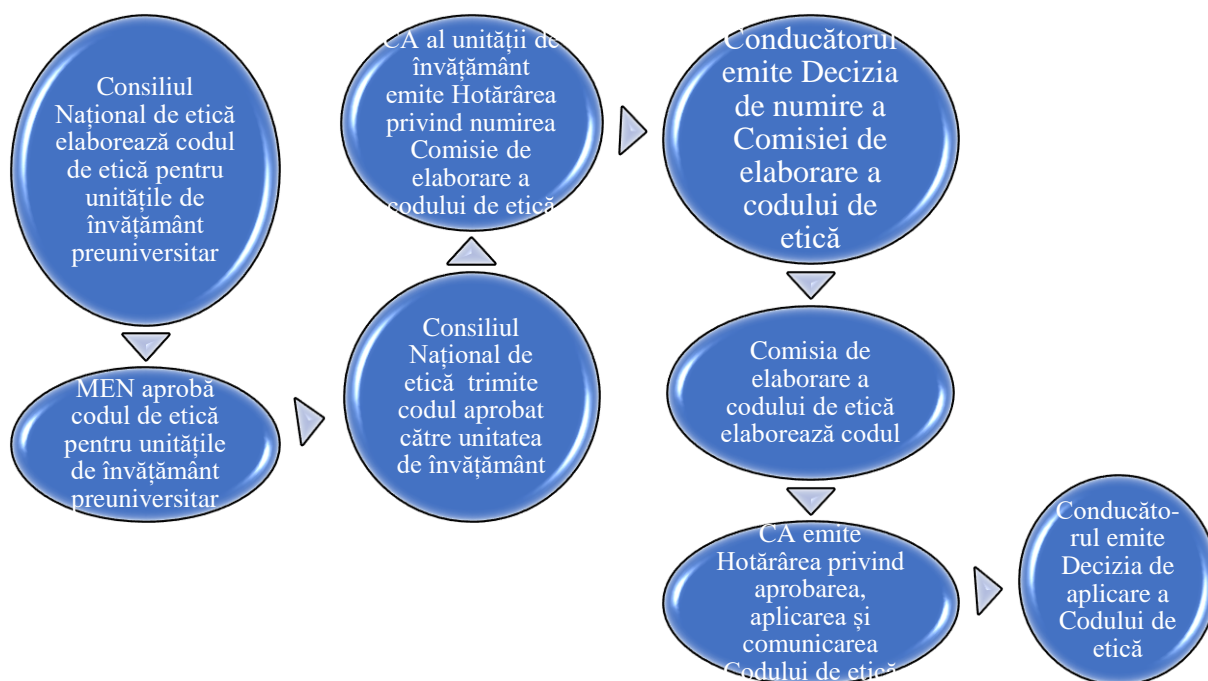 Consiliul
Național de etică
elaborează codul
de etică pentru
unitățile de
învățământ
preuniversitar
MEN aprobă
codul de etică
pentru unitățile
de învățământ
preuniversitar
Consiliul
Național de
etică trimite
codul aprobat
către unitatea
de învățământ
CA al unității de
învățământ
emite Hotărârea
privind numirea
Comisie de
elaborare a
codului de etică
Conducătorul
emite Decizia
de numire a
Comisiei de
elaborare a
codului de
etică
Comisia de
elaborare a
codului de etică
elaborează codul
CA emite
Hotărârea privind
aprobarea,
aplicarea și
comunicarea
Codului de etică
Conducăto-
rul emite
Decizia de
aplicare a
Codului de
etică